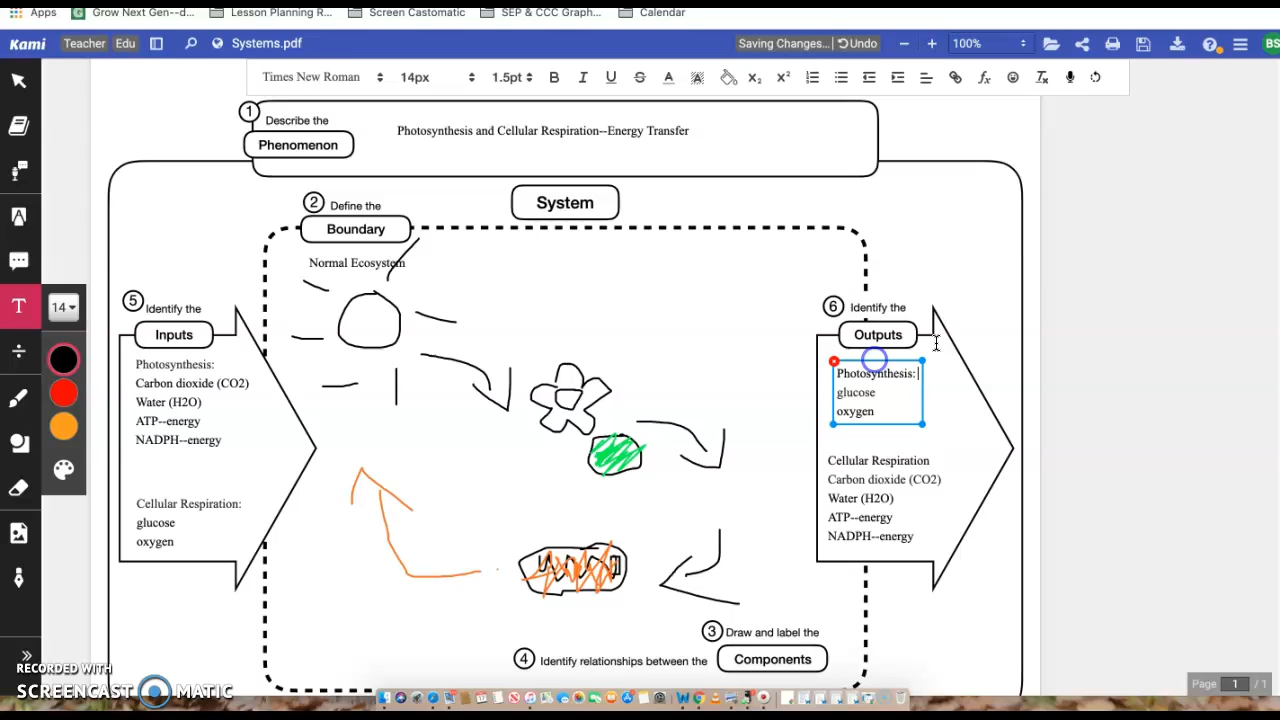 Apps
Grow Next Gen--d...
Lesson Planning R...
Screen Castomatic
SEP & CCC Graph...
Calendar
Kami
Teacher
Edu
Systems.pdf
Saving Changes...
Undo
100%
BS
Times New Roman
14px
1.5pt
1
Describe the
Phenomenon
Photosynthesis and Cellular Respiration--Energy Transfer
System
2
Define the
Boundary
Normal Ecosystem
5
Identify the
Inputs
Photosynthesis:
Carbon dioxide (CO2)
Water (H2O)
ATP--energy
NADPH--energy
Cellular Respiration:
glucose
oxygen
6
Identify the
Outputs
Photosynthesis:
glucose
oxygen
Cellular Respiration
Carbon dioxide (CO2)
Water (H2O)
ATP--energy
NADPH--energy
3
Draw and label the
4
Identify relationships between the
Components
14
RECORDED WITH
SCREENCAST MATIC
Page 1 / 1